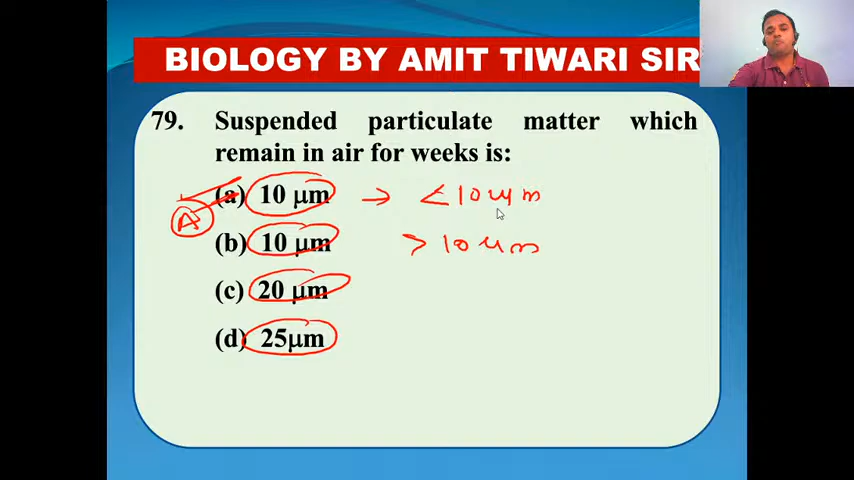 BIOLOGY BY AMIT TIWARI SIR
79. Suspended particulate matter which
remain in air for weeks is:
(a) 10 μm → < 10 μm
A
(b) 10 μm > 10 μm
(c) 20 μm
(d) 25μm